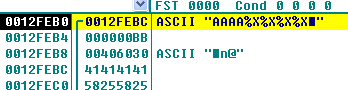 FST 0000 Cond 0 0 0 0
0012FEB0 0012FEBC ASCII "AAAA%X%X%X%X■"
0012FEB4 000000BB
0012FEB8 00406030 ASCII "■n@"
0012FEBC 41414141
0012FEC0 58255825